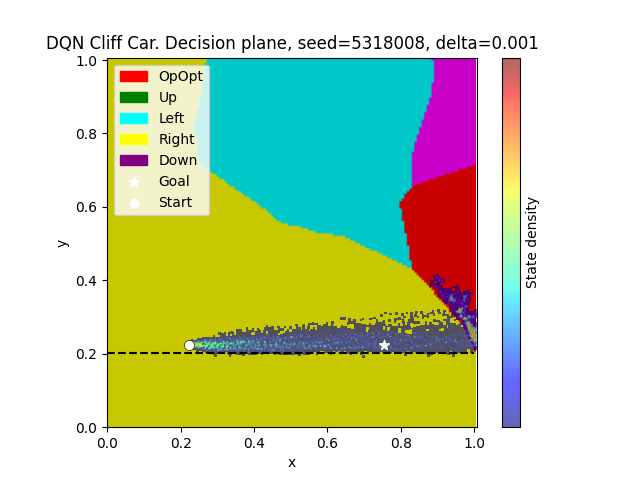 DQN Cliff Car. Decision plane, seed=5318008, delta=0.001
1.0
0.8
0.6
0.4
0.2
0.0
y
OpOpt
Up
Left
Right
Down
Goal
Start
0.0 0.2 0.4 0.6 0.8 1.0
x
State density